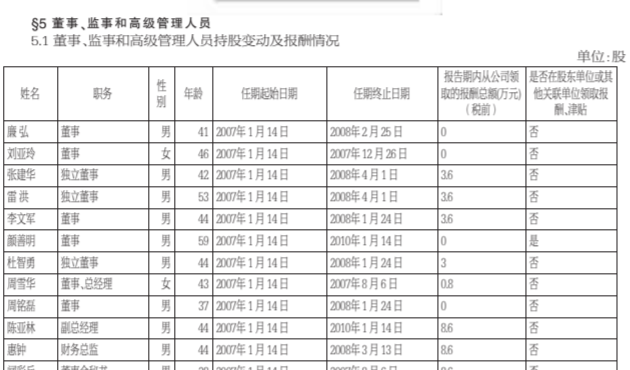 §5 董事、监事和高级管理人员
5.1 董事、监事和高级管理人员持股变动及报酬情况
单位:股
姓名 职务 性别 年龄 任期起始日期 任期终止日期 报告期内从公司领取的报酬总额(万元)（税前） 是否在股东单位或其他关联单位领取报酬、津贴
廉 弘 董事 男 41 2007年1月14日 2008年2月25日 0 否
刘亚玲 董事 女 46 2007年1月14日 2007年12月26日 0 否
张建华 独立董事 男 42 2007年1月14日 2008年4月1日 3.6 否
雷 洪 独立董事 男 53 2007年1月14日 2008年4月1日 3.6 否
李文军 董事 男 44 2007年1月14日 2008年1月24日 3.6 否
颜善明 董事 男 59 2007年1月14日 2010年1月14日 0 是
杜智勇 独立董事 男 44 2007年1月14日 2008年1月24日 3 否
周雪华 董事、总经理 女 43 2007年1月14日 2007年8月6日 0.8 否
周铭磊 董事 男 37 2007年1月14日 2008年1月24日 0 否
陈亚林 副总经理 男 44 2007年1月14日 2010年1月14日 8.6 否
惠钟 财务总监 男 44 2007年1月14日 2008年3月13日 8.6 否